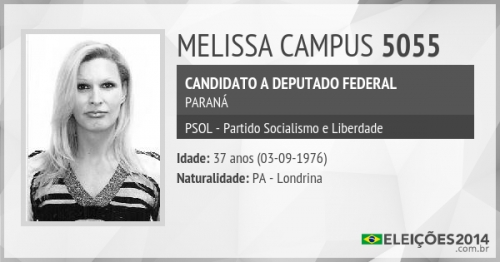 MELISSA CAMPUS 5055
CANDIDATO A DEPUTADO FEDERAL
PARANÁ
PSOL - Partido Socialismo e Liberdade
Idade: 37 anos (03-09-1976)
Naturalidade: PA - Londrina
ELEIÇÕES2014
.com.br